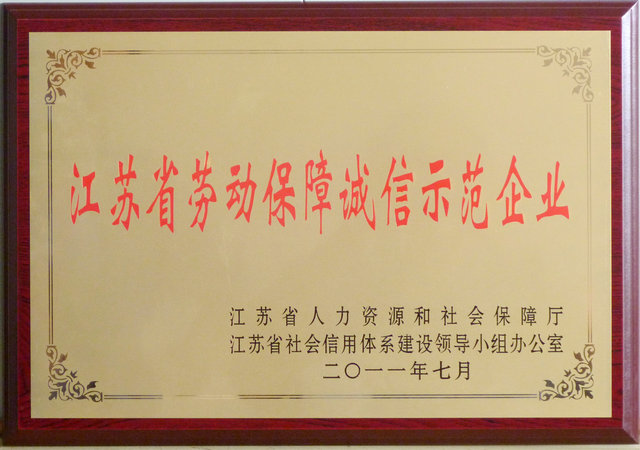 江苏省劳动保障诚信示范企业
江苏省人力资源和社会保障厅
江苏省社会信用体系建设领导小组办公室
二〇一一年七月